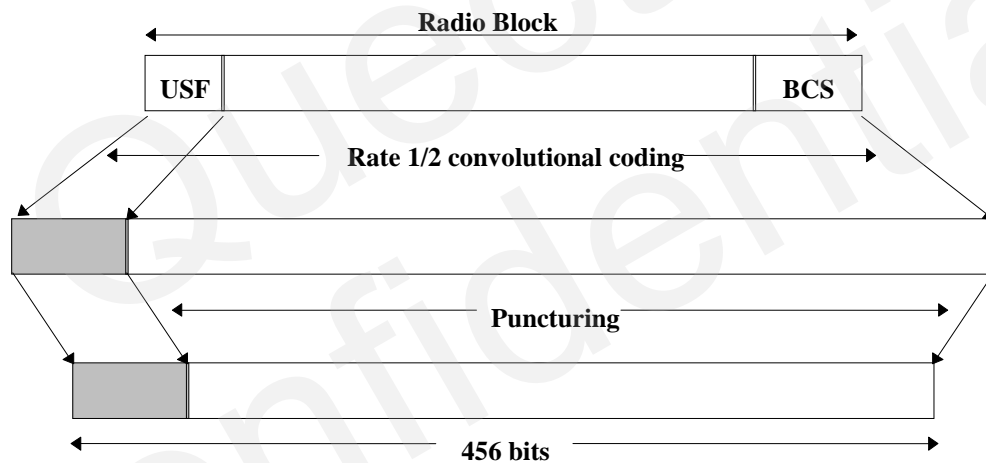 Radio Block
USF
BCS
Rate 1/2 convolutional coding
Puncturing
456 bits